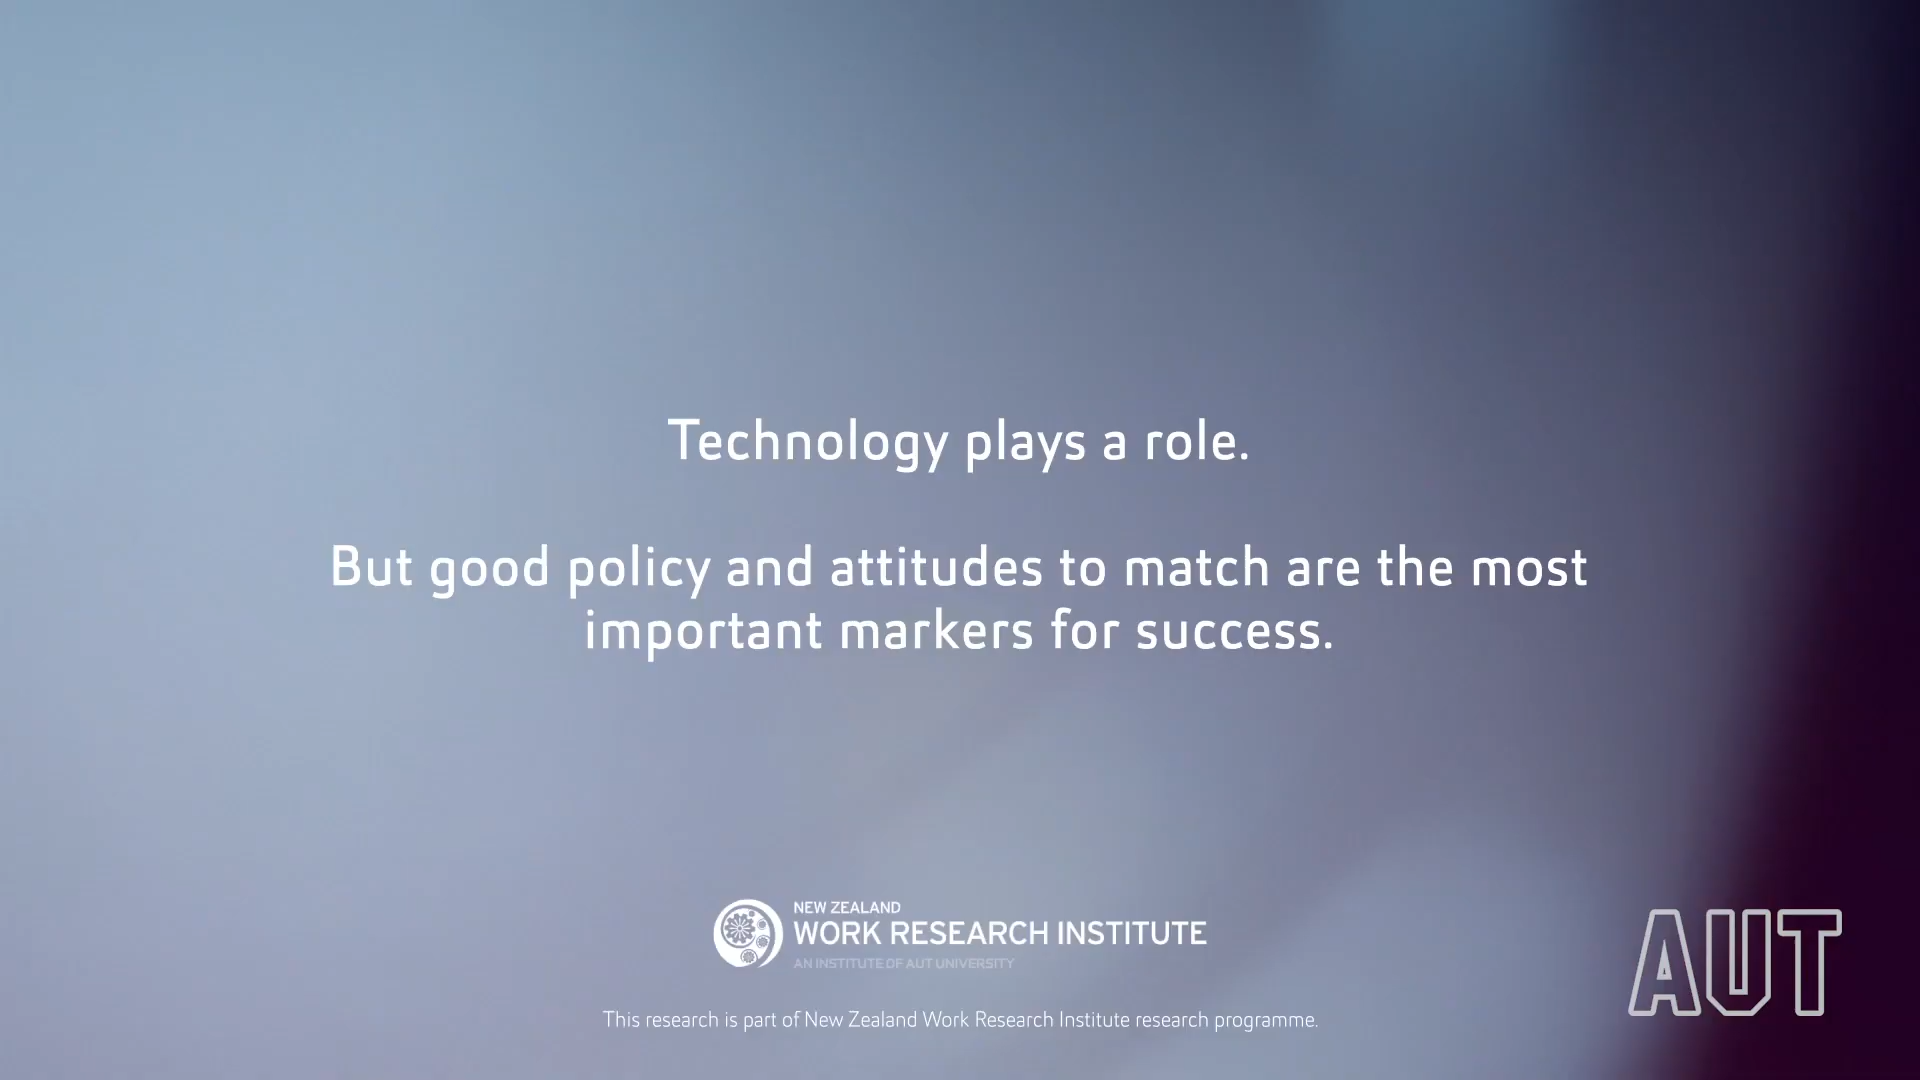 Technology plays a role.
But good policy and attitudes to match are the most
important markers for success.
NEW ZEALAND
WORK RESEARCH INSTITUTE
AN INSTITUTE OF AUT UNIVERSITY
AUT
This research is part of New Zealand Work Research Institute research programme.